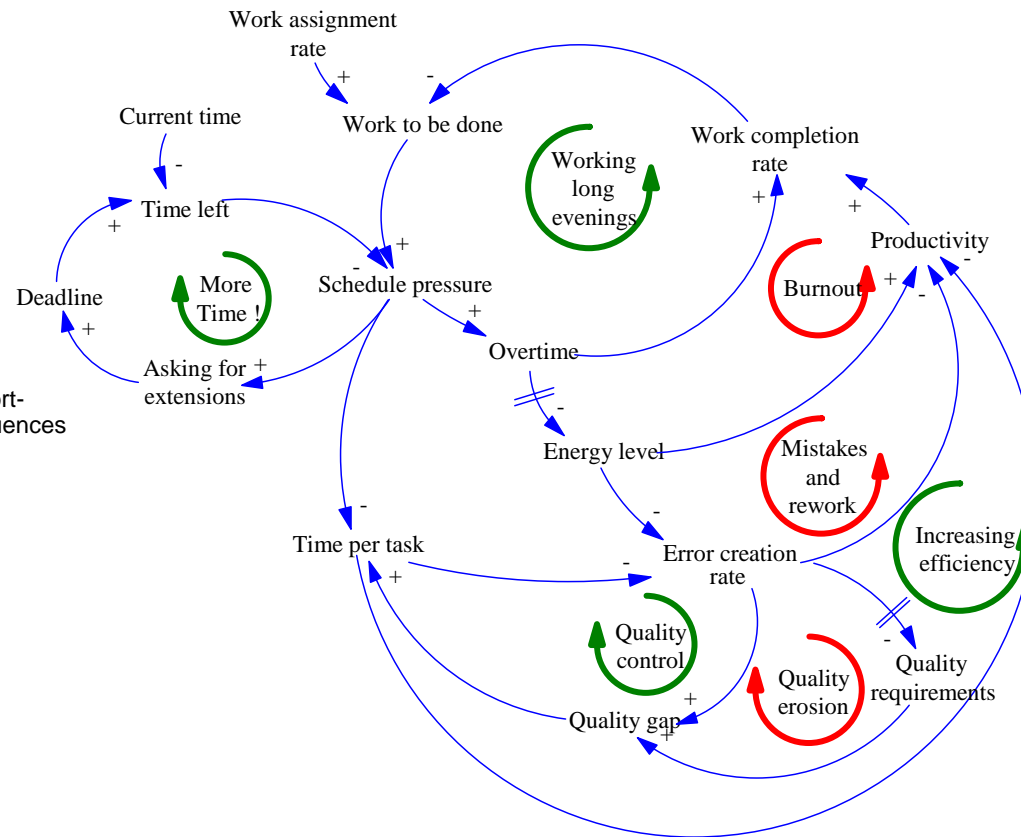 Work assignment
rate
+
-
Current time
Work to be done
Work completion
rate
-
Working
long
evenings
+
Time left
+
+
+
-
Productivity
-
Deadline
More
Time !
Schedule pressure
Burnout
+
-
+
+
Overtime
Asking for
extensions
+
ort-
uences
-
Energy level
Mistakes
and
rework
-
-
Time per task
+
-
Error creation
rate
Increasing
efficiency
Quality
control
-
Quality
requirements
Quality
erosion
+
Quality gap
+